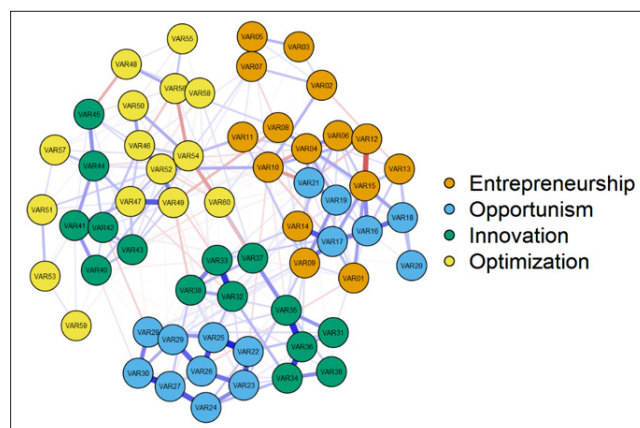 VAR55
VAR05
VAR03
VAR48
VAR07
VAR56
VAR58
VAR02
VAR50
VAR45
VAR08
VAR06
VAR12
VAR11
VAR46
VAR04
VAR57
VAR54
VAR44
VAR52
VAR10
VAR13
VAR21
VAR15
Entrepreneurship
VAR47
VAR49
VAR60
VAR19
VAR51
VAR18
Opportunism
VAR41
VAR42
VAR14
VAR16
VAR17
Innovation
VAR43
VAR33
VAR37
VAR09
VAR20
Optimization
VAR40
VAR53
VAR01
VAR38
VAR32
VAR35
VAR59
VAR28
VAR29
VAR25
VAR31
VAR22
VAR36
VAR30
VAR26
VAR27
VAR23
VAR34
VAR39
VAR24